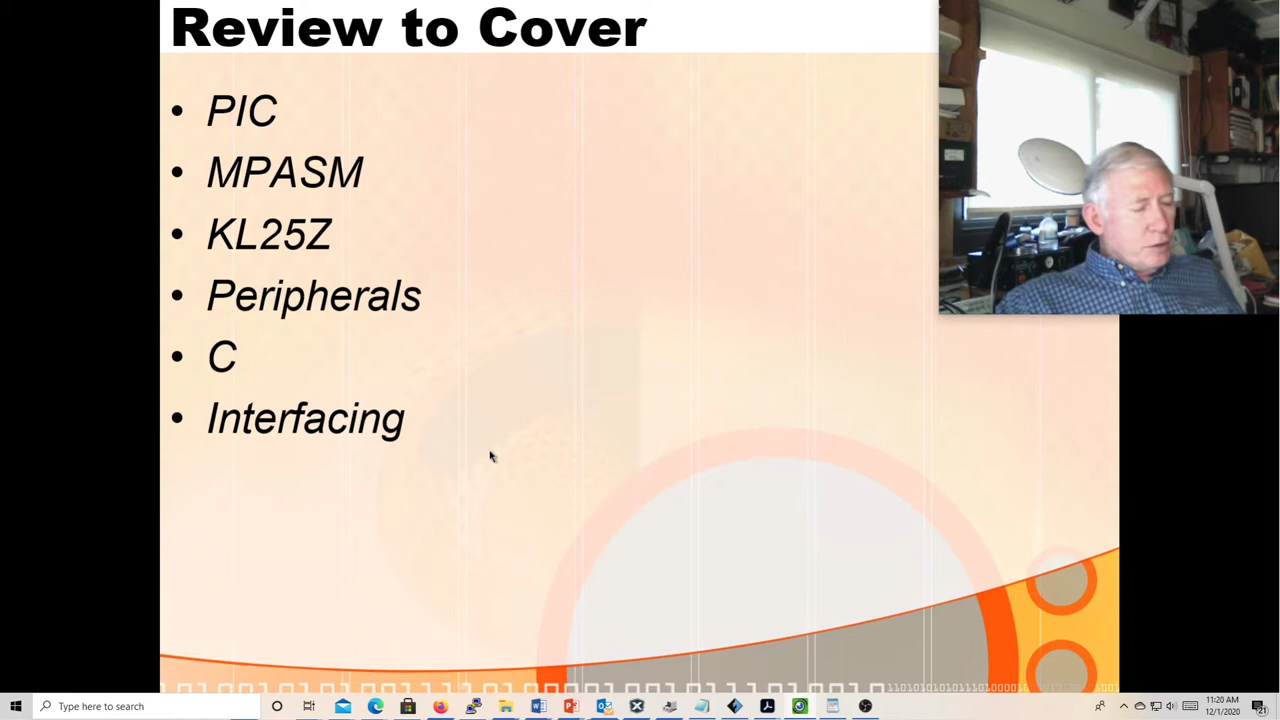 Review to Cover
• PIC
• MPASM
• KL25Z
• Peripherals
• C
• Interfacing
Type here to search
11:20 AM
12/1/2020